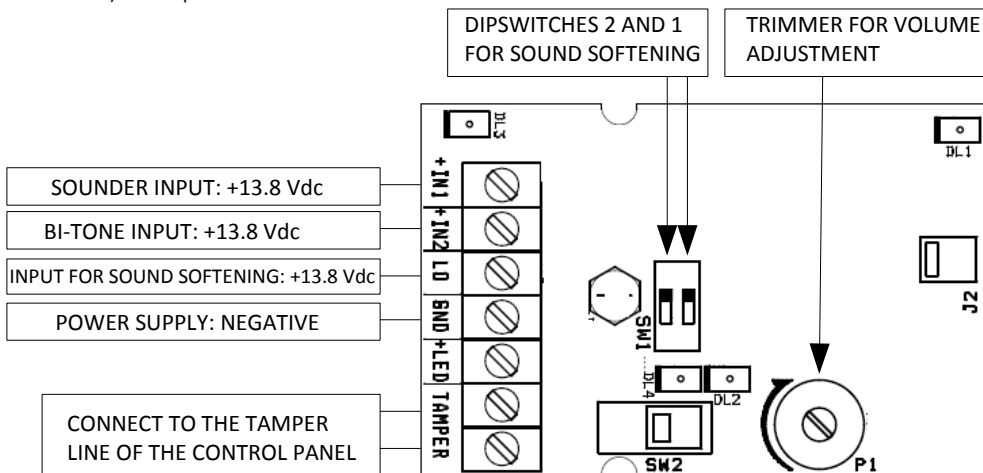 DIPSWITCHES 2 AND 1
FOR SOUND SOFTENING
TRIMMER FOR VOLUME
ADJUSTMENT
DL3
DL1
SOUNDER INPUT: +13.8 Vdc
+IN1
BI-TONE INPUT: +13.8 Vdc
+IN2
INPUT FOR SOUND SOFTENING: +13.8 Vdc
LO
POWER SUPPLY: NEGATIVE
GND
SW1
J2
+LED
DL4
DL2
CONNECT TO THE TAMPER
LINE OF THE CONTROL PANEL
TAMPER
SW2
P1